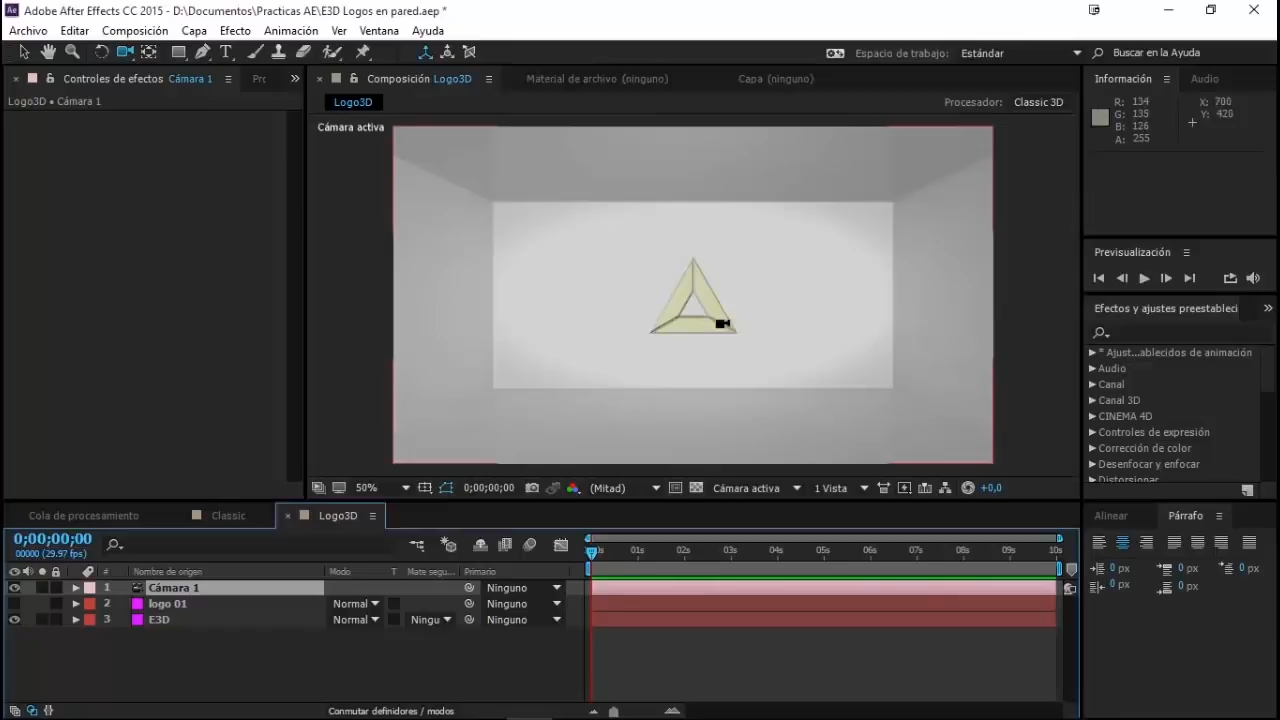 Adobe After Effects CC 2015 - D:\Documentos\Practicas AE\E3D Logos en pared.aep *
Archivo Editar Composición Capa Efecto Animación Ver Ventana Ayuda
Espacio de trabajo: Estándar Buscar en la Ayuda
Controles de efectos Cámara 1 Prc Composición Logo3D Material de archivo (ninguno) Capa (ninguno) Información Audio
Logo3D • Cámara 1 Logo3D Procesador: Classic 3D
R: 134 X: 700
G: 135 Y: 420
B: 126
A: 255
Cámara activa
Previsualización
Efectos y ajustes preestableci
* Ajust...ablecidos de animación
Audio
Canal
Canal 3D
CINEMA 4D
Controles de expresión
Corrección de color
Desenfocar y enfocar
Distorsionar
50% 0;00;00;00 (Mitad) Cámara activa 1 Vista +0,0
Cola de procesamiento Classic Logo3D Alinear Párrafo
0;00;00;00
00000 (29.97 fps)
01s 02s 03s 04s 05s 06s 07s 08s 09s 10s
Nombre de origen Modo T Mate segu... Primario
1 Cámara 1 Ninguno
2 logo 01 Normal Ninguno
3 E3D Normal Ningu Ninguno
0 px 0 px 0 px
0 px 0 px
Conmutar definidores / modos